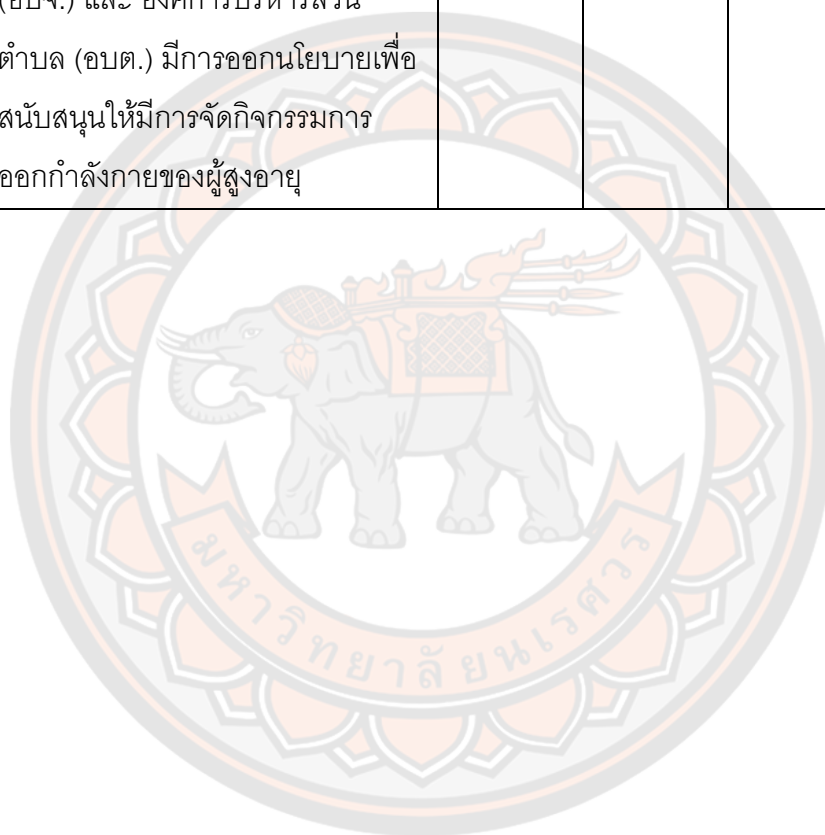 (อบจ.) และ องค์การบริหารส่วน
ตำบล (อบต.) มีการออกนโยบายเพื่อ
สนับสนุนให้มีการจัดกิจกรรมการ
ออกกำลังกายของผู้สูงอายุ
มหาวิทยาลัยนเรศวร